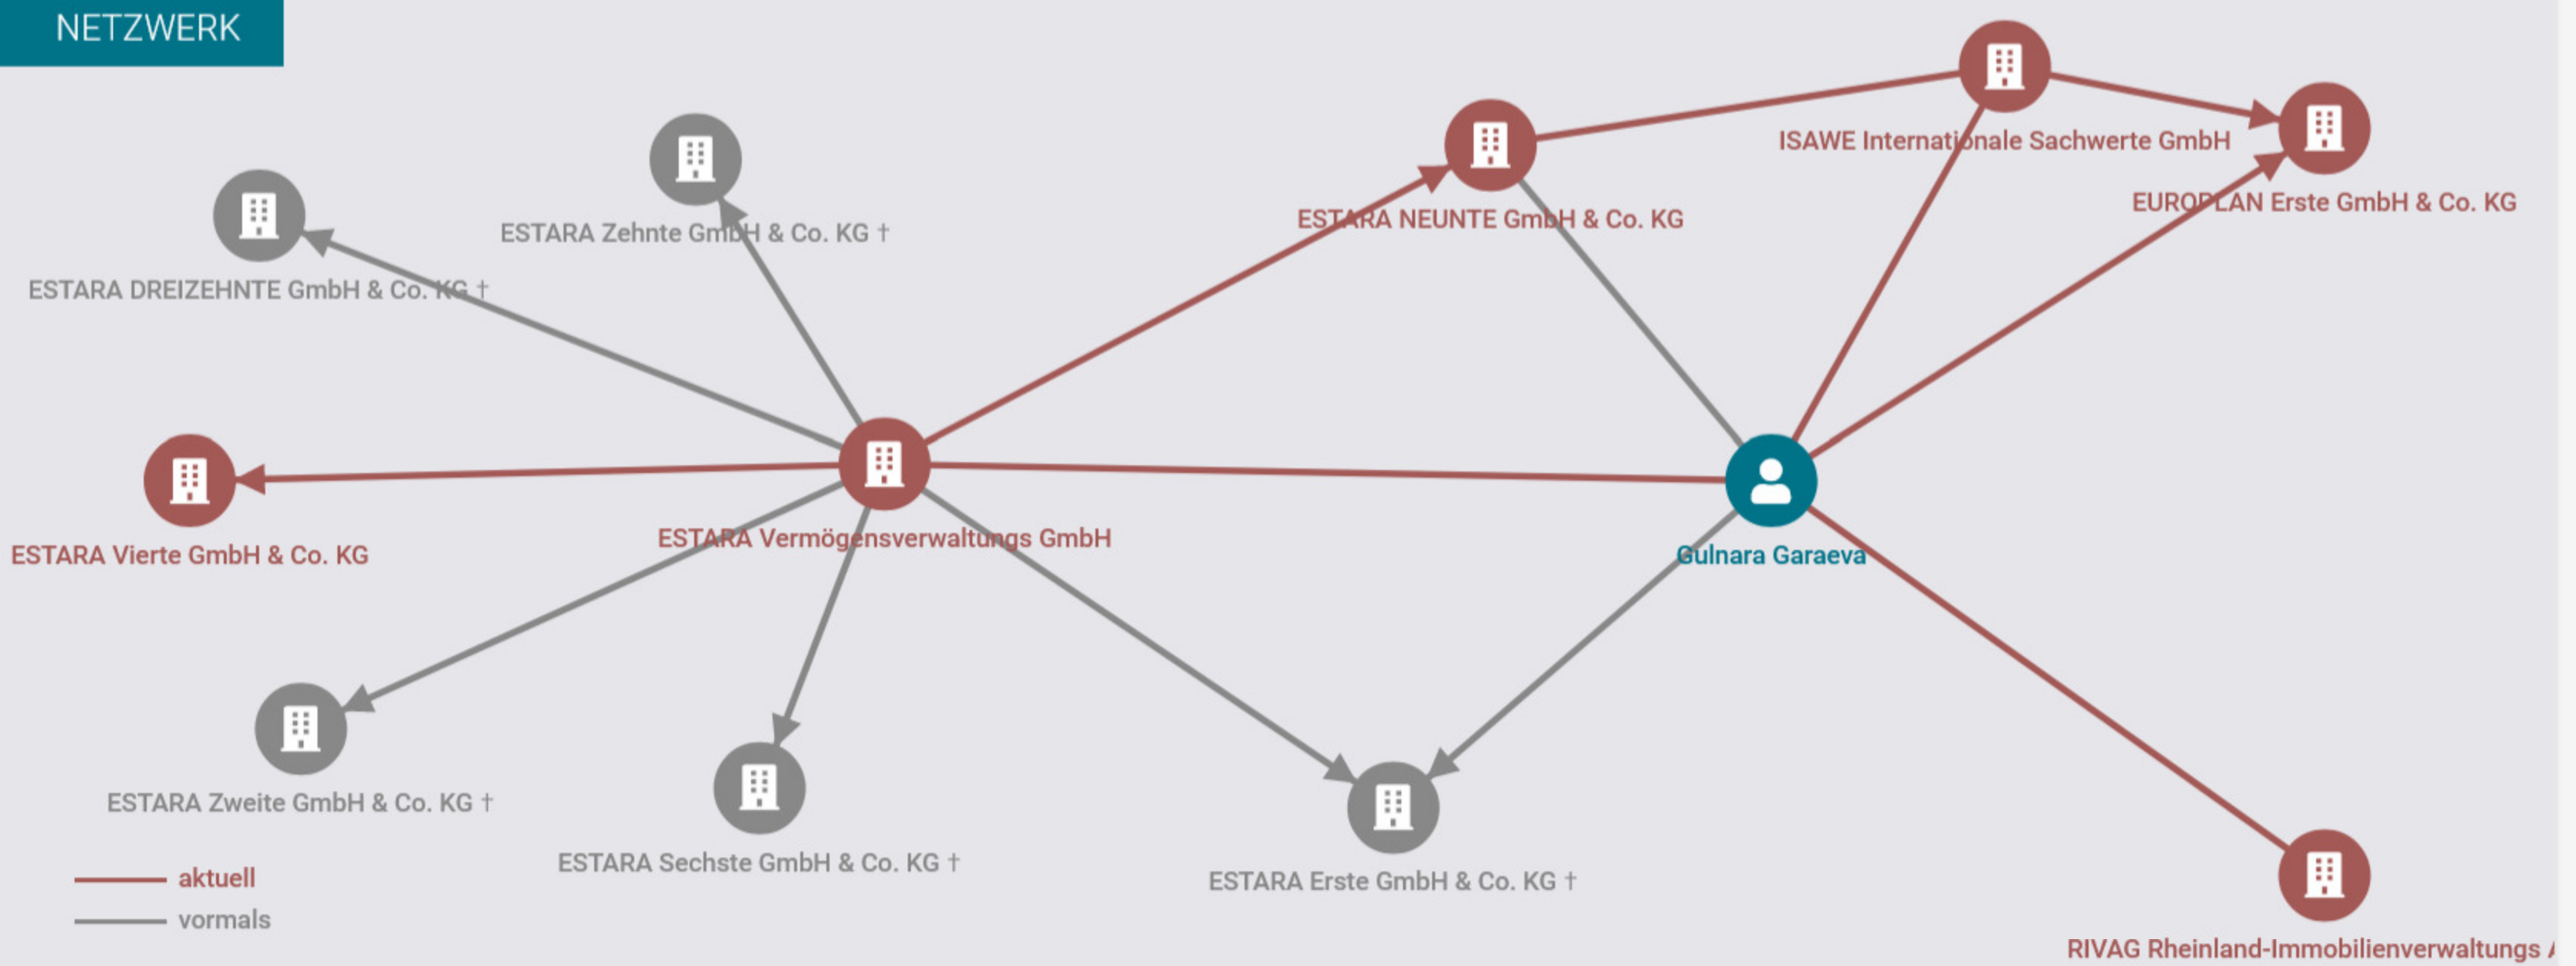 NETZWERK
ISAWE Internationale Sachwerte GmbH
EUROPLAN Erste GmbH & Co. KG
ESTARA NEUNTE GmbH & Co. KG
ESTARA Zehnte GmbH & Co. KG †
ESTARA DREIZEHNTE GmbH & Co. KG †
ESTARA Vermögensverwaltungs GmbH
ESTARA Vierte GmbH & Co. KG
Gulnara Garaeva
ESTARA Zweite GmbH & Co. KG †
ESTARA Sechste GmbH & Co. KG †
ESTARA Erste GmbH & Co. KG †
aktuell
vormals
RIVAG Rheinland-Immobilienverwaltungs